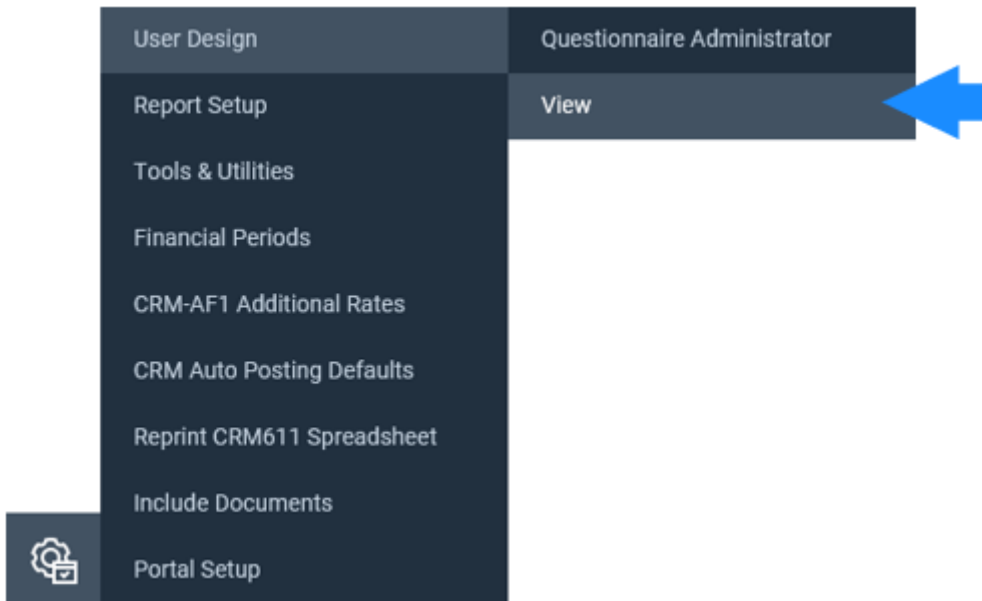 User Design
Questionnaire Administrator
View
Report Setup
Tools & Utilities
Financial Periods
CRM-AF1 Additional Rates
CRM Auto Posting Defaults
Reprint CRM611 Spreadsheet
Include Documents
Portal Setup